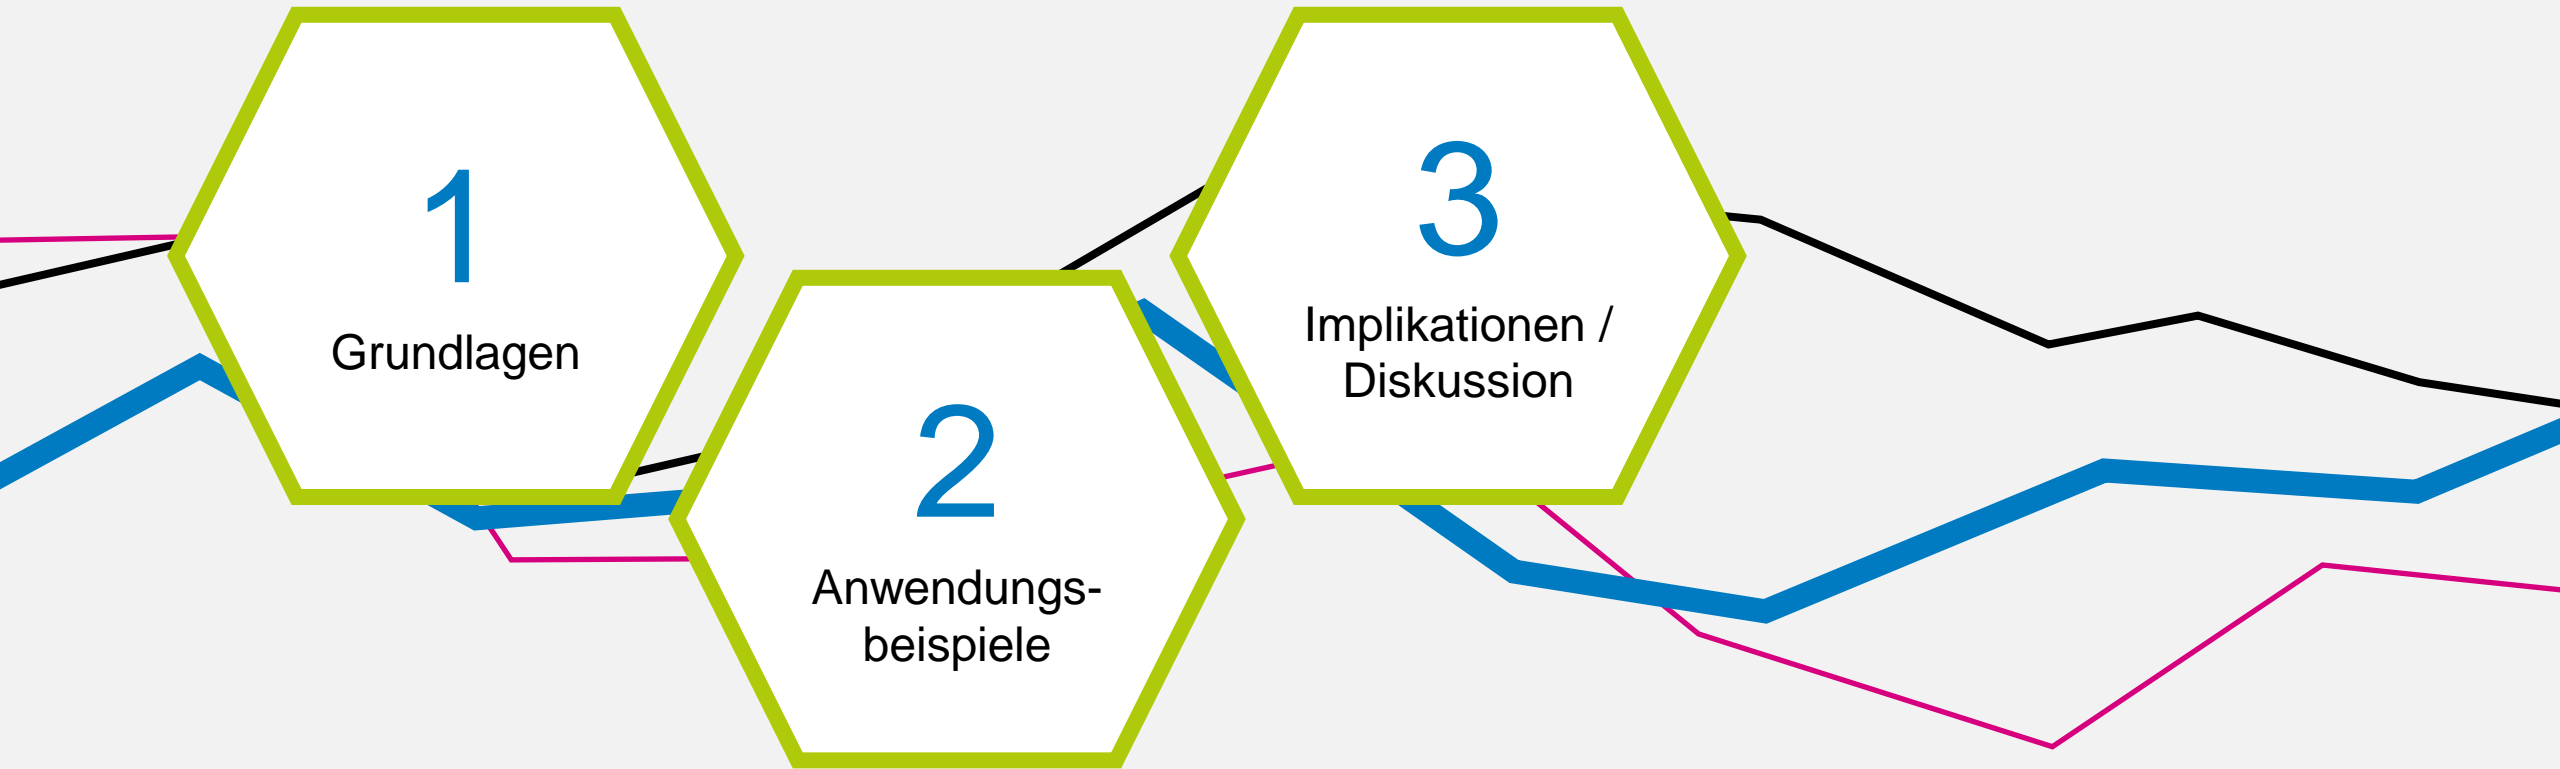 1
Grundlagen
2
Anwendungs-
beispiele
3
Implikationen /
Diskussion